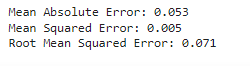 Mean Absolute Error: 0.053
Mean Squared Error: 0.005
Root Mean Squared Error: 0.071